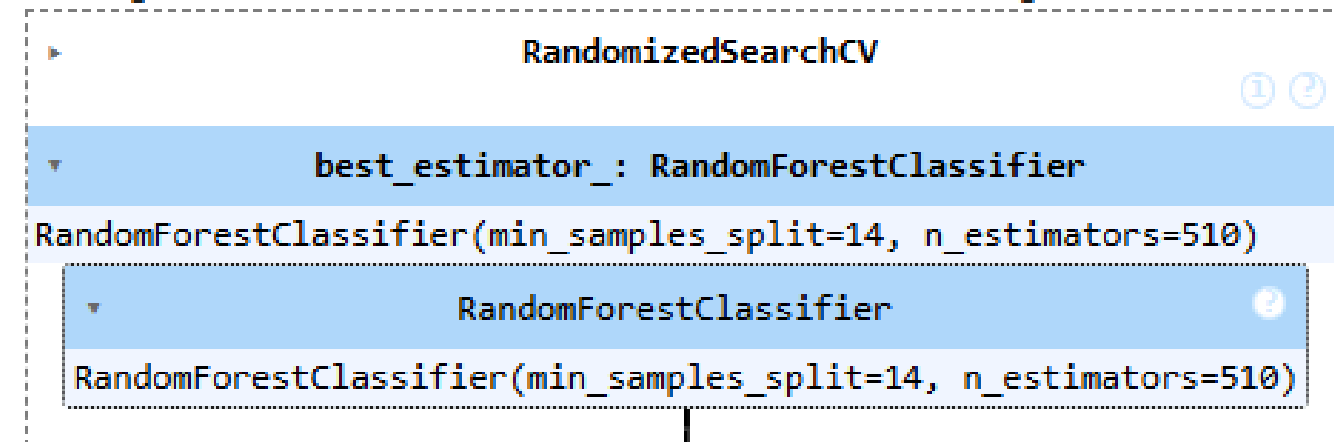 RandomizedSearchCV
i ?
best_estimator_: RandomForestClassifier
RandomForestClassifier(min_samples_split=14, n_estimators=510)
RandomForestClassifier
?
RandomForestClassifier(min_samples_split=14, n_estimators=510)